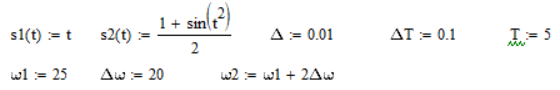 s1(t) := t s2(t) := (1 + sin(t²))/2 Δ := 0.01 ΔT := 0.1 T := 5
ω1 := 25 Δω := 20 ω2 := ω1 + 2Δω